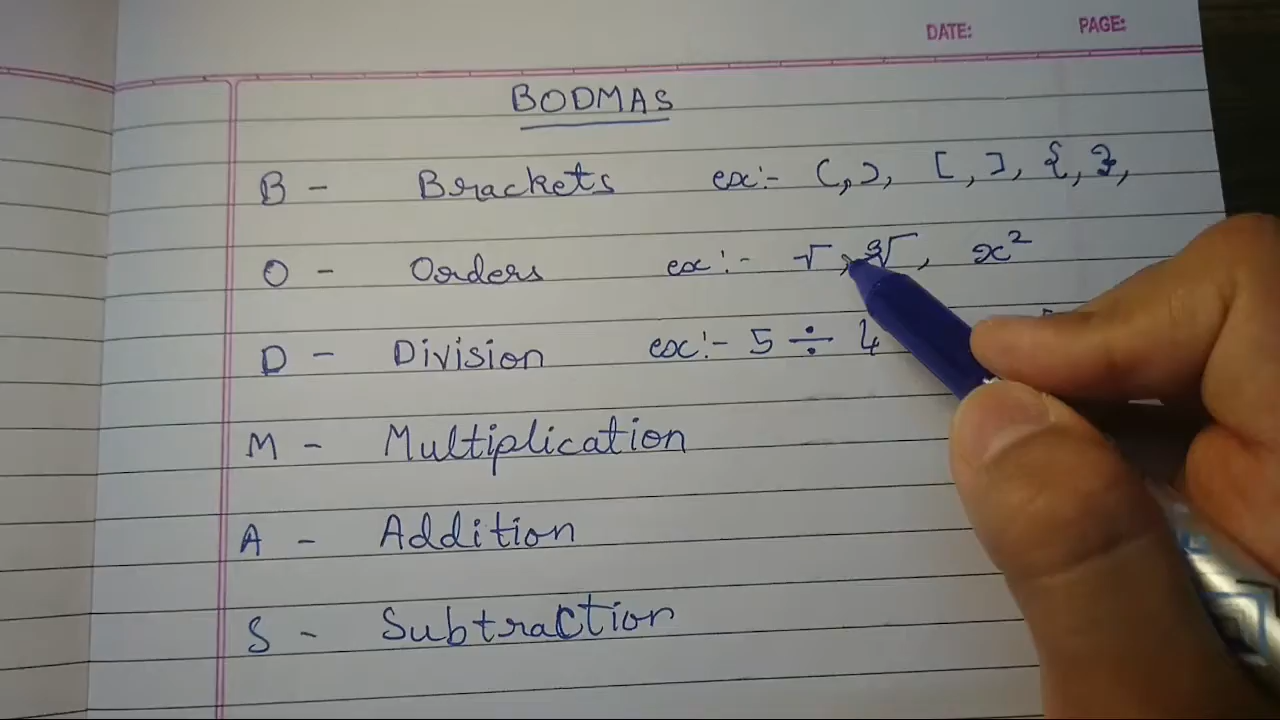 DATE: PAGE:
BODMAS
B - Brackets ex:- (,), [,], {,},
O - Orders ex:- √, ∛, x²
D - Division ex:- 5 ÷ 4
M - Multiplication
A - Addition
S - Subtraction